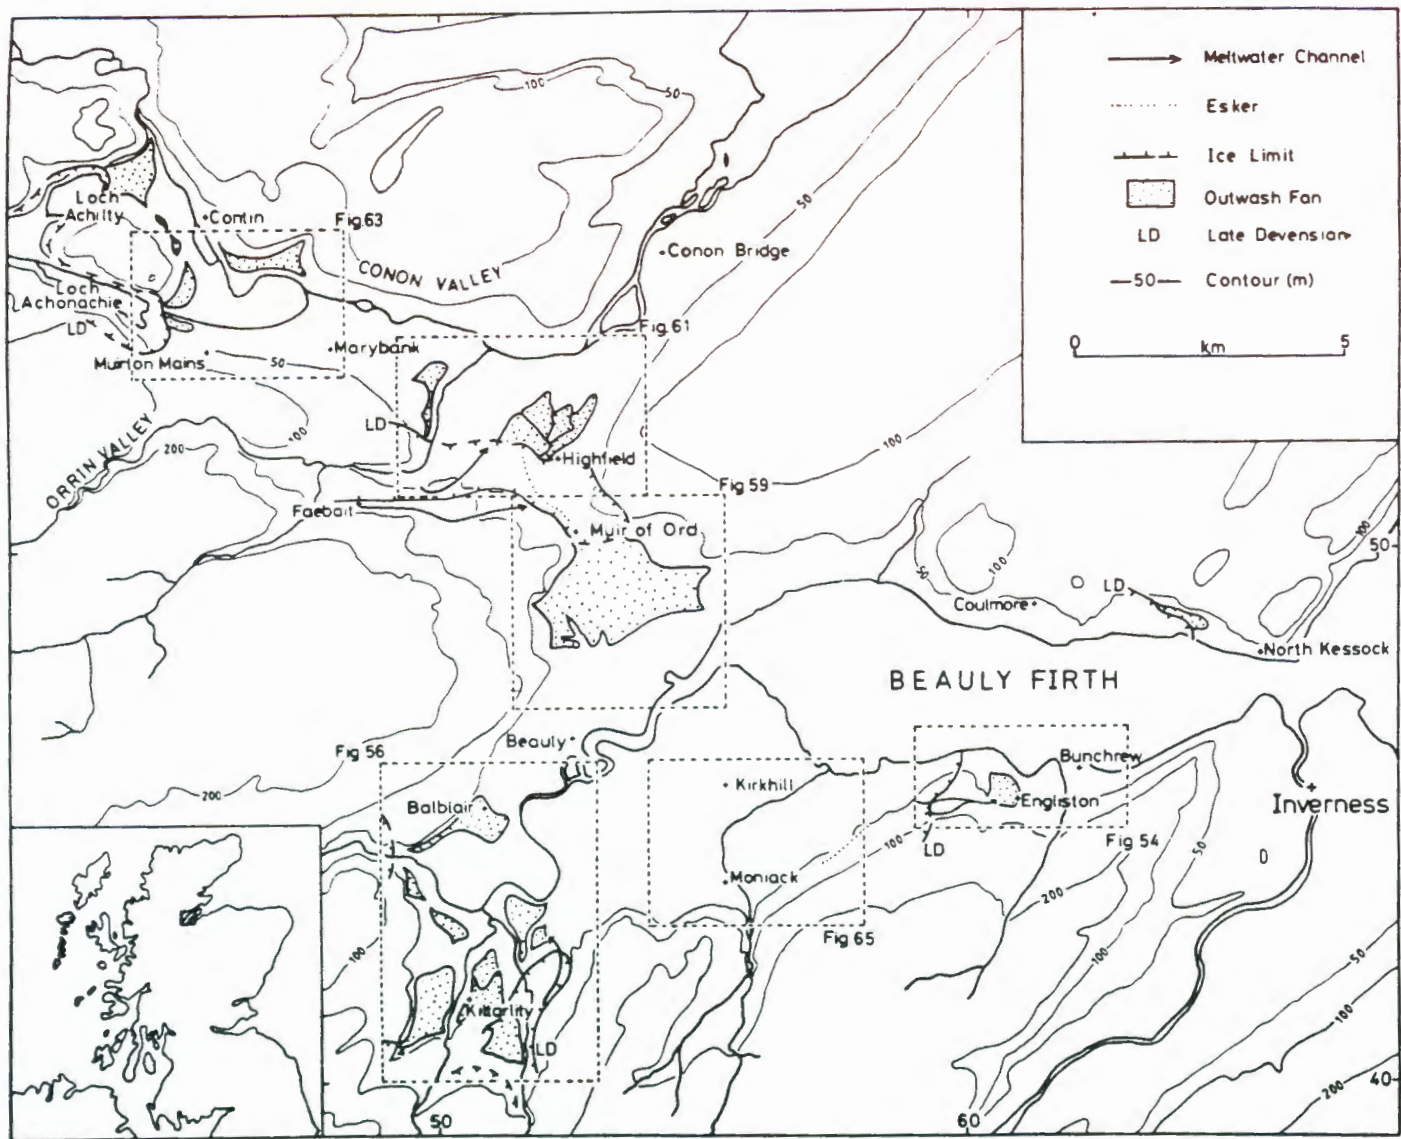 Meltwater Channel
Esker
Ice Limit
Outwash Fan
LD Late Devensian
50 Contour (m)
0 km 5
100
50
50
Loch
Achilty
Contin
Fig.63
Conon Bridge
CONON VALLEY
Loch
Achonachie
LD
Fig.61
Marybank
Muirton Mains
50
LD
100
100
ORRIN VALLEY
200
Highfield
Fig 59
Faebait
Muir of Ord
100
50
50
100
LD
Coulmore
North Kessock
BEAULY FIRTH
Beauly
Fig 56
Bunchrew
200
Kirkhill
Balblair
Engliston
Inverness
100
LD
Fig 54
50
Moniack
200
Fig 65
100
100
50
Kiltarlity
100
LD
200
40
50
60